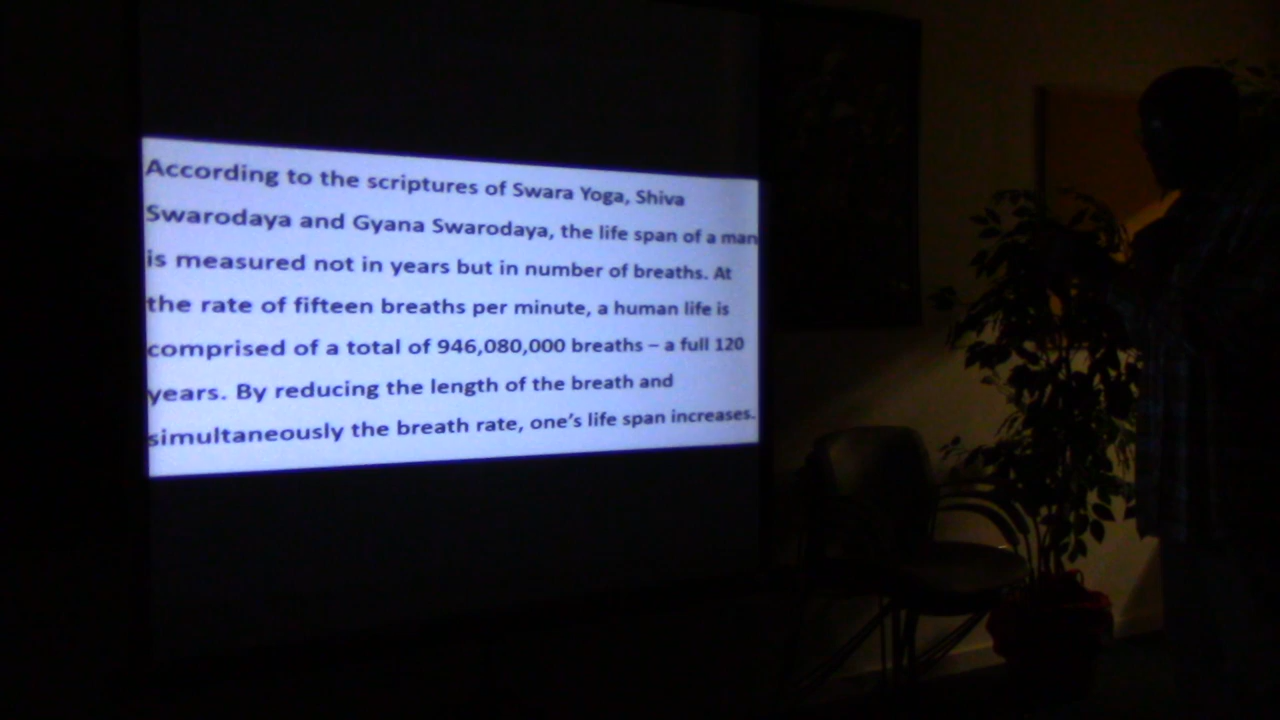 According to the scriptures of Swara Yoga, Shiva
Swarodaya and Gyana Swarodaya, the life span of a man
is measured not in years but in number of breaths. At
the rate of fifteen breaths per minute, a human life is
comprised of a total of 946,080,000 breaths – a full 120
years. By reducing the length of the breath and
simultaneously the breath rate, one’s life span increases.